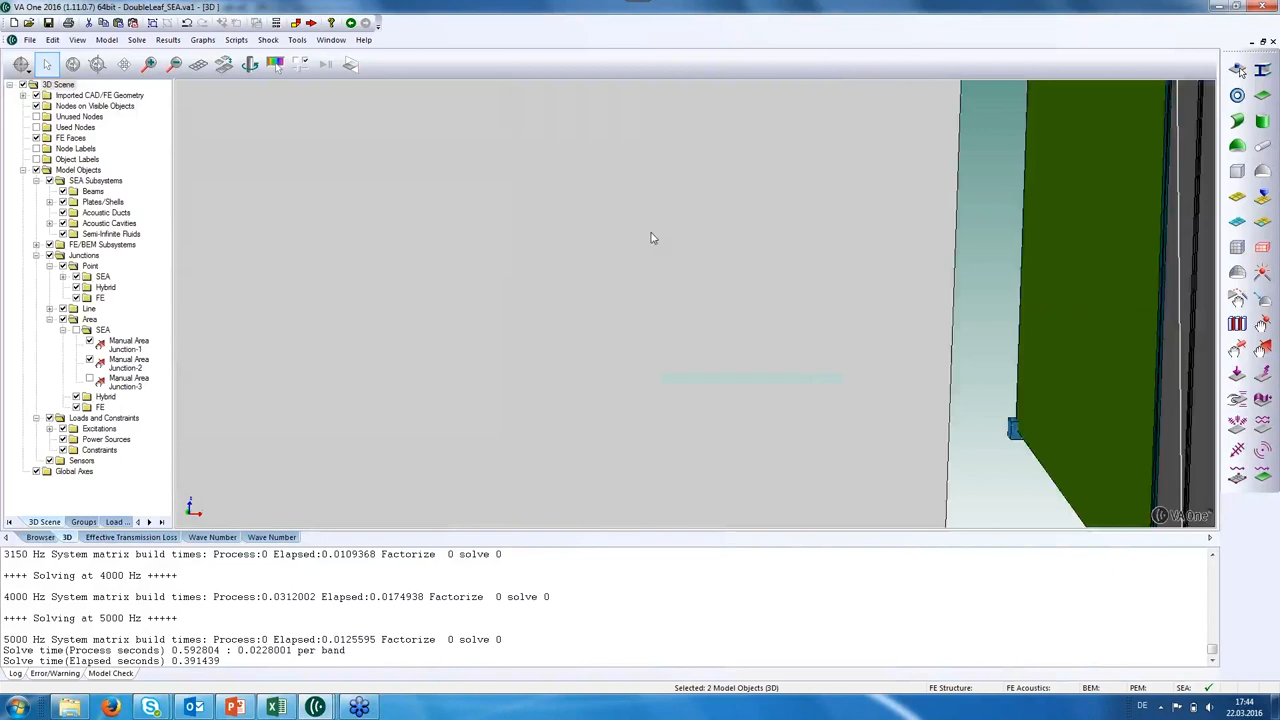 VA One 2016 (11.1.0.7) 64bit - DoubleLeaf_SEA.va1 - [3D ]
File Edit View Model Solve Results Graphs Scripts Shock Tools Window Help
3D Scene
Imported CAD/FE Geometry
Nodes on Visible Objects
Unused Nodes
Used Nodes
FE Faces
Node Labels
Object Labels
Model Objects
SEA Subsystems
Beams
Plates/Shells
Acoustic Ducts
Acoustic Cavities
Semi-Infinite Fluids
FE/BEM Subsystems
Junctions
Point
SEA
Hybrid
FE
Line
Area
SEA
Manual Area
Junction-1
Manual Area
Junction-2
Manual Area
Junction-3
Hybrid
FE
Loads and Constraints
Excitations
Power Sources
Constraints
Sensors
Global Axes
VA One
3D Scene Groups Load ...
Browser 3D Effective Transmission Loss Wave Number Wave Number
3150 Hz System matrix build times: Process:0 Elapsed:0.0109368 Factorize 0 solve 0
++++ Solving at 4000 Hz +++++
4000 Hz System matrix build times: Process:0.0312002 Elapsed:0.0174938 Factorize 0 solve 0
++++ Solving at 5000 Hz +++++
5000 Hz System matrix build times: Process:0 Elapsed:0.0125595 Factorize 0 solve 0
Solve time(Process seconds) 0.592804 : 0.0228001 per band
Solve time(Elapsed seconds) 0.391439
Log Error/Warning Model Check
Selected: 2 Model Objects (3D) FE Structure: FE Acoustics: BEM: PEM: SEA:
DE 17:44
22.03.2016